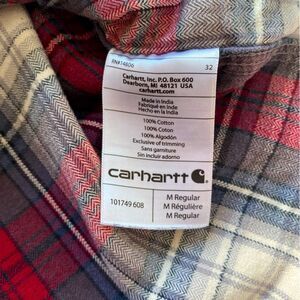 RN#14806 32
Carhartt, Inc. P.O. Box 600
Dearborn, MI 48121 USA
carhartt.com
Made in India
Fabriqué en Inde
Hecho en la India
100% Cotton
100% Coton
100% Algodón
Exclusive of trimming
Sans garniture
Sin incluir adorno
carhartt
101749 608
M Regular
M Régulière
M Regular